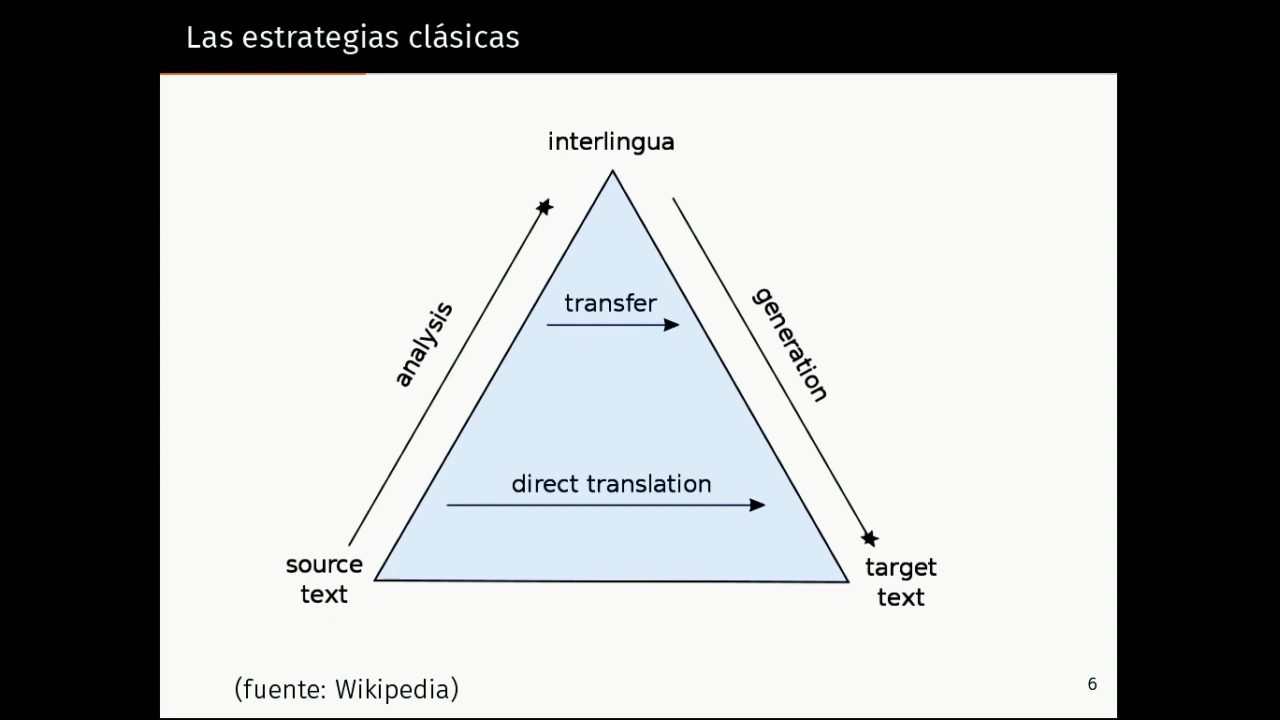 Las estrategias clásicas
interlingua
transfer
analysis
generation
direct translation
source
text
target
text
(fuente: Wikipedia)
6